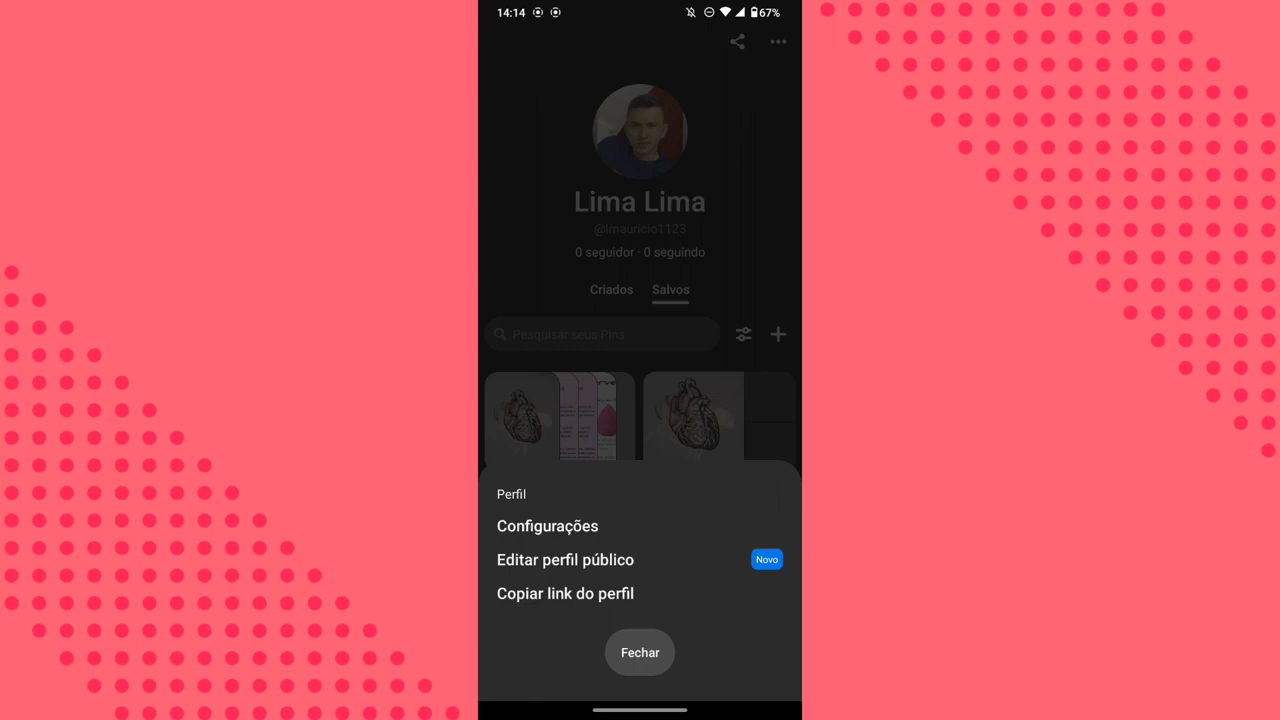 14:14
67%
Lima Lima
@lmauricio1123
0 seguidor · 0 seguindo
Criados
Salvos
Pesquisar seus Pins
Perfil
Configurações
Editar perfil público
Novo
Copiar link do perfil
Fechar